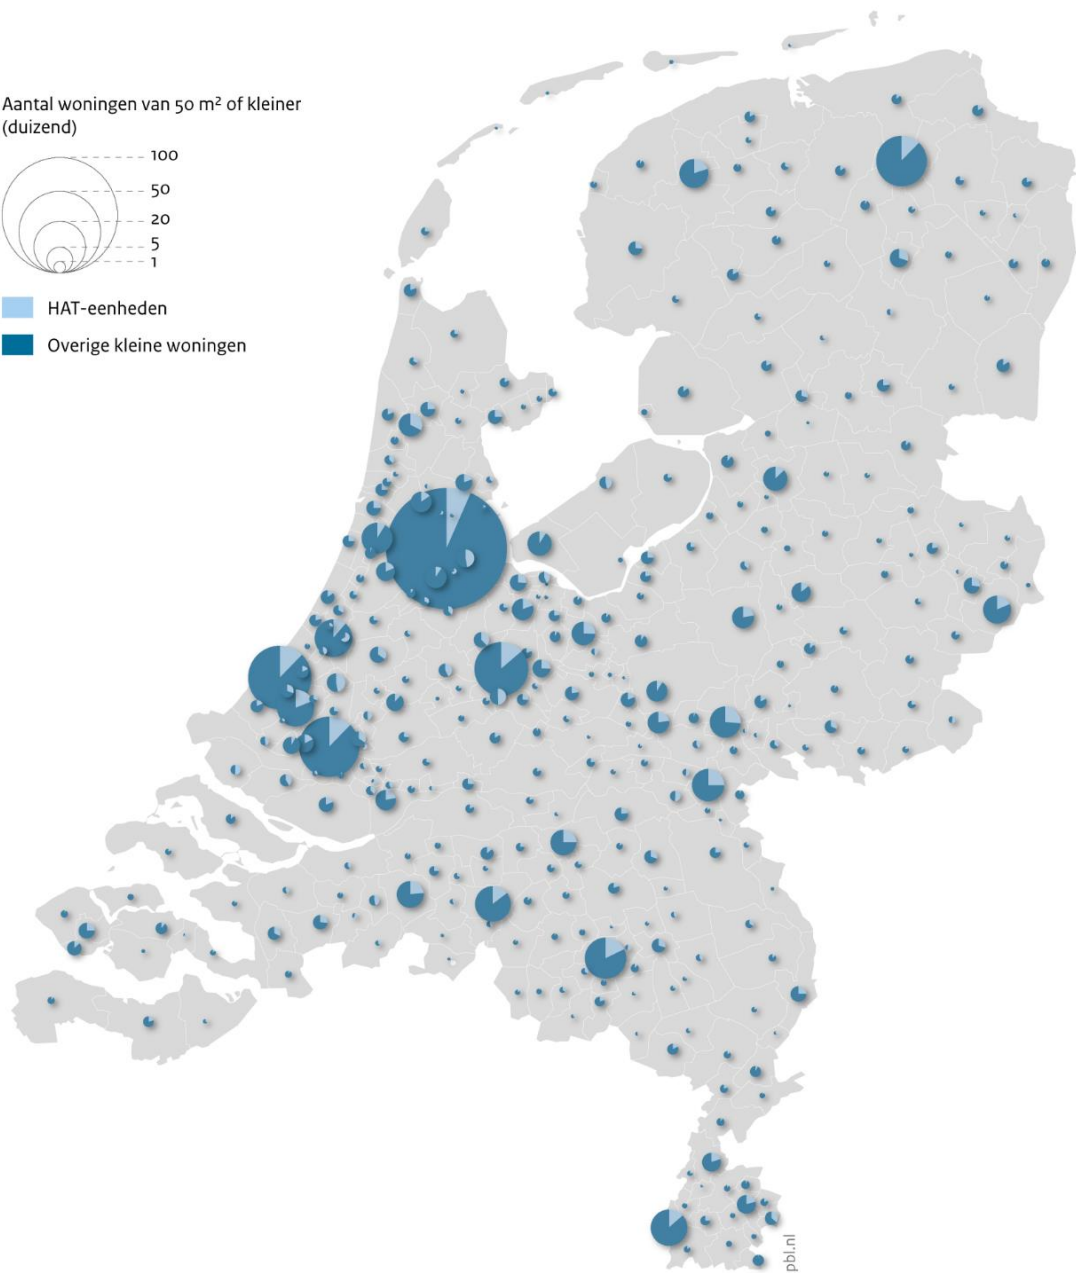 Aantal woningen van 50 m² of kleiner
(duizend)
100
50
20
5
1
HAT-eenheden
Overige kleine woningen
pbl.nl